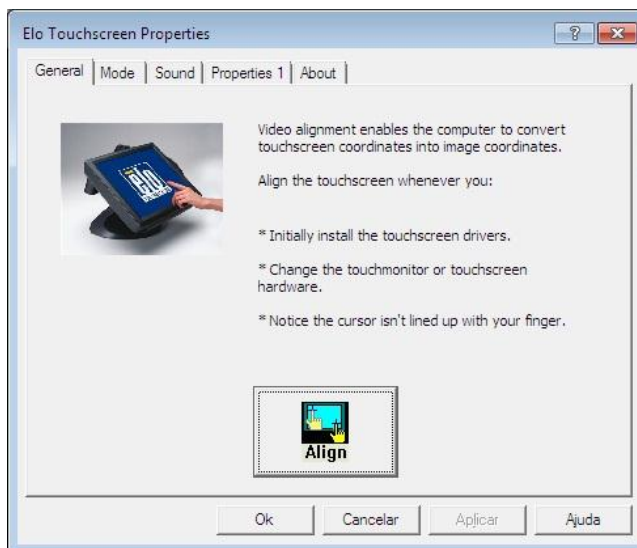 Elo Touchscreen Properties
General Mode Sound Properties 1 About
Video alignment enables the computer to convert
touchscreen coordinates into image coordinates.
Align the touchscreen whenever you:
* Initially install the touchscreen drivers.
* Change the touchmonitor or touchscreen
hardware.
* Notice the cursor isn't lined up with your finger.
elo
Align
Ok Cancelar Aplicar Ajuda